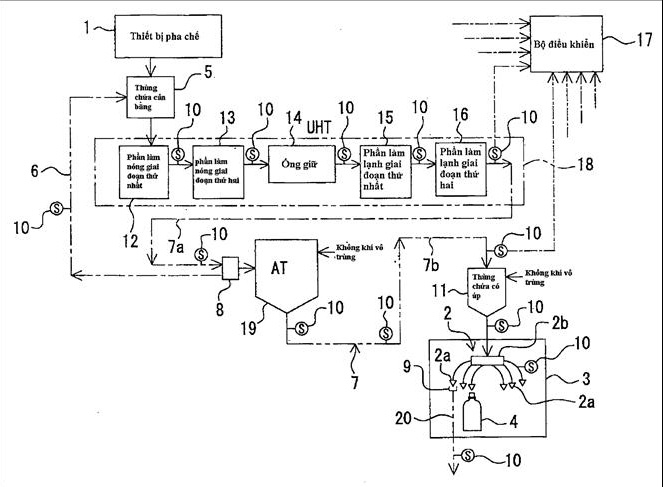 1
Thiết bị pha chế
Bộ điều khiển
17
Thùng chứa cân
bằng
5
10
13
10
14
10
15
10
16
10
UHT
Phần làm
nóng giai
đoạn thứ
nhất
phần làm
nóng giai
đoạn thứ hai
Ống giữ
Phần làm
lạnh giai đoạn
thứ nhất
Phần làm
lạnh giai
đoạn thứ
hai
S
S
S
S
S
6
18
10
S
12
7a
10
S
8
AT
Không khí vô
trùng
19
10
S
10
S
7
7b
10
S
11
Thùng
chứa có
áp
Không khí vô
trùng
10
S
2
2b
10
S
2a
9
3
2a
20
4
10
S